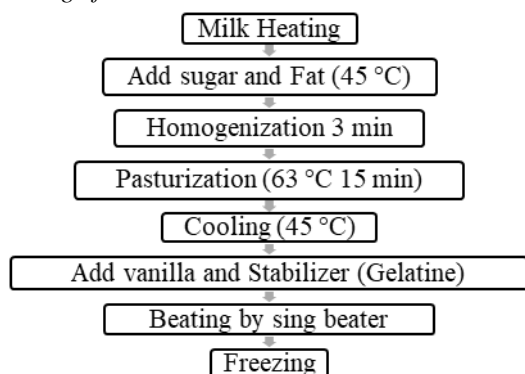 Milk Heating
Add sugar and Fat (45 °C)
Homogenization 3 min
Pasturization (63 °C 15 min)
Cooling (45 °C)
Add vanilla and Stabilizer (Gelatine)
Beating by sing beater
Freezing